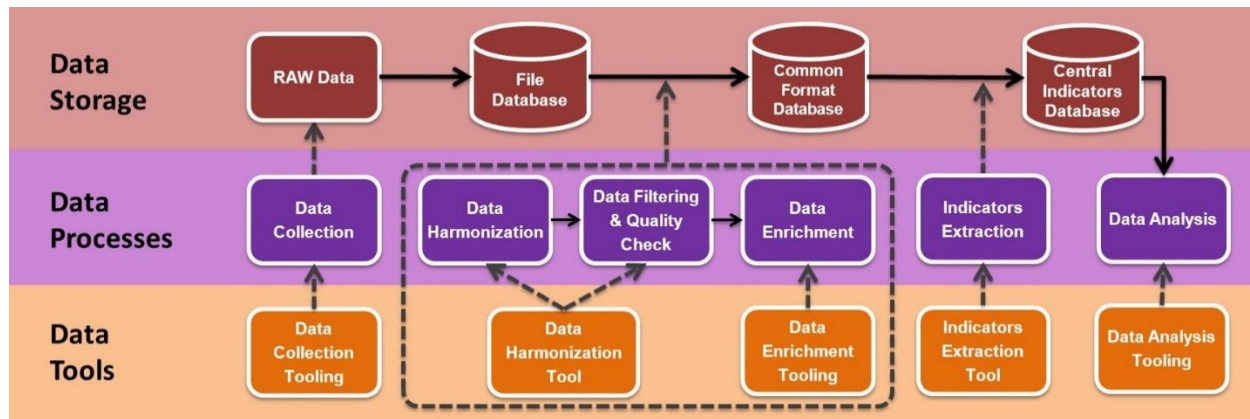 Data
Storage
RAW Data
File
Database
Common
Format
Database
Central
Indicators
Database
Data
Processes
Data
Collection
Data
Harmonization
Data Filtering
& Quality
Check
Data
Enrichment
Indicators
Extraction
Data Analysis
Data
Tools
Data
Collection
Tooling
Data
Harmonization
Tool
Data
Enrichment
Tooling
Indicators
Extraction
Tool
Data Analysis
Tooling